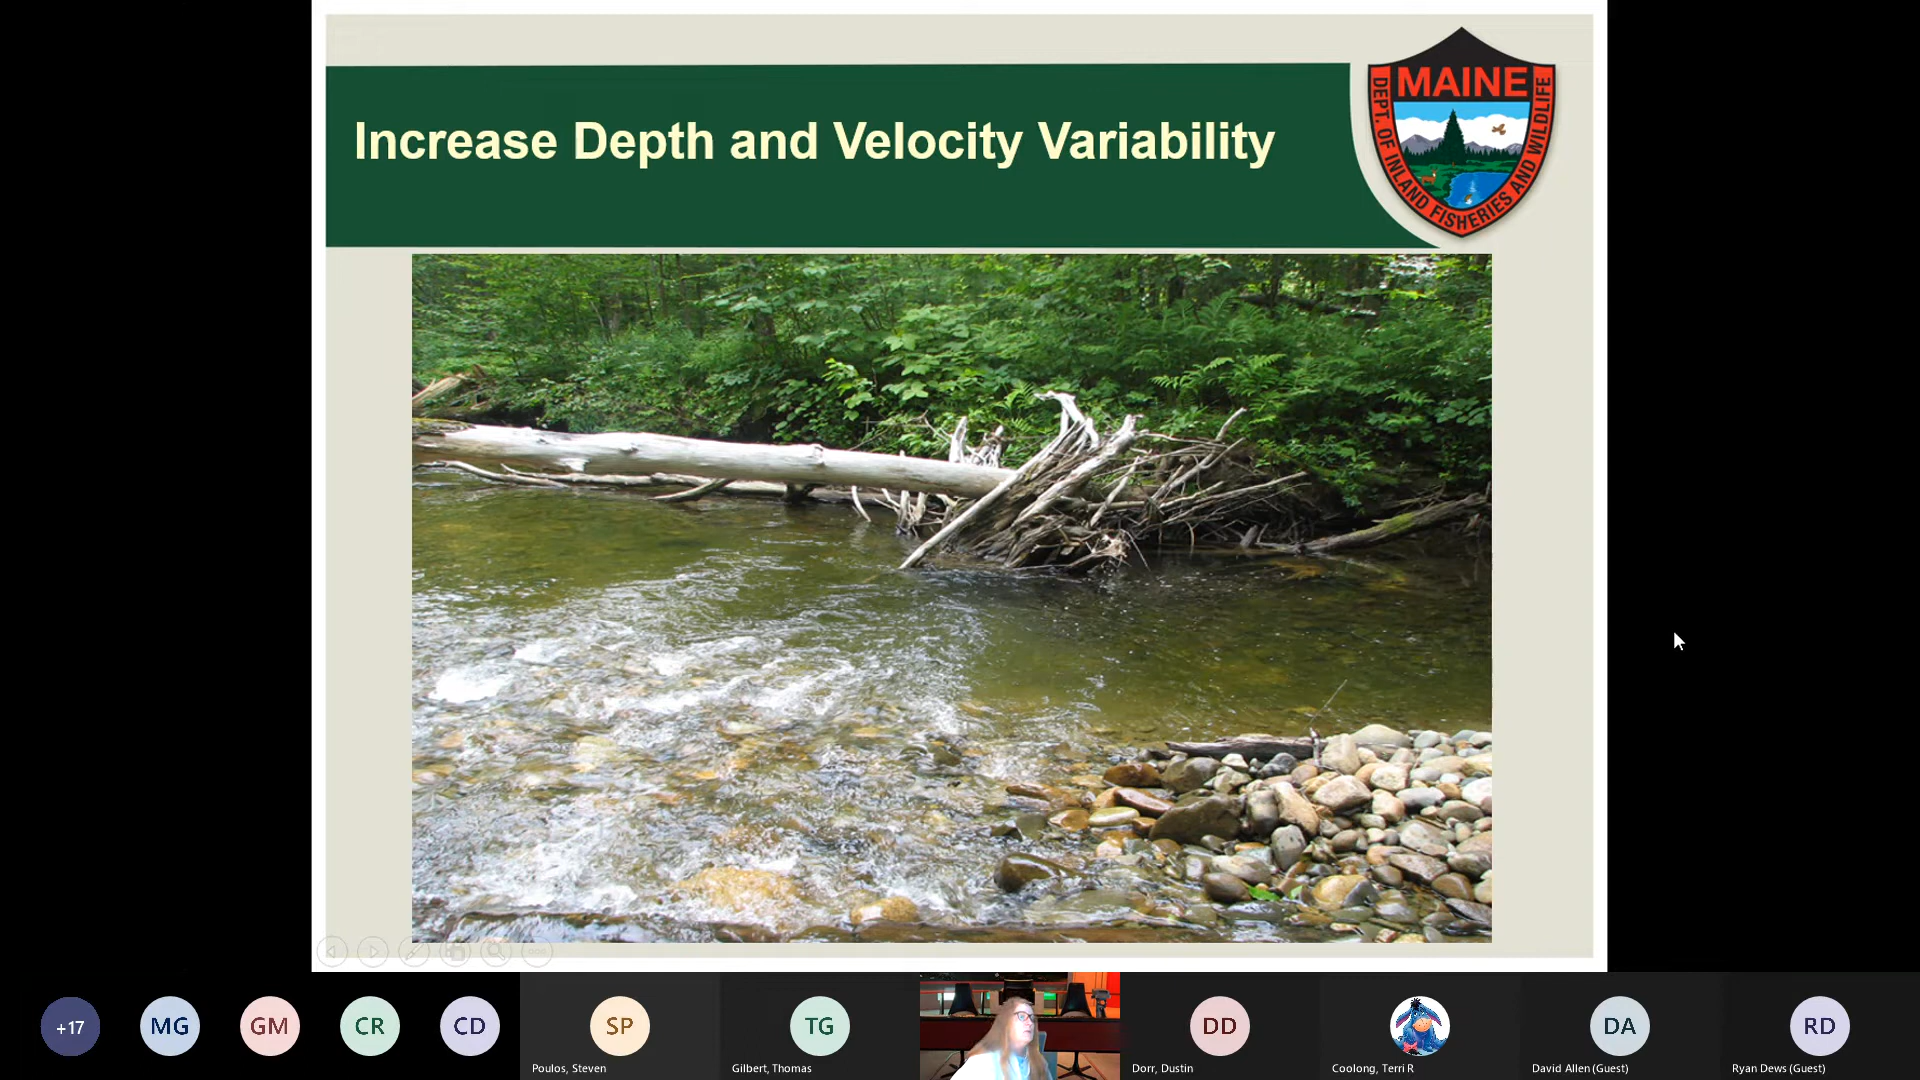 Increase Depth and Velocity Variability
MAINE
DEPT. OF INLAND FISHERIES AND WILDLIFE
+17
MG
GM
CR
CD
SP
Poulos, Steven
TG
Gilbert, Thomas
DD
Dorr, Dustin
Coolong, Terri R
DA
David Allen (Guest)
RD
Ryan Dews (Guest)